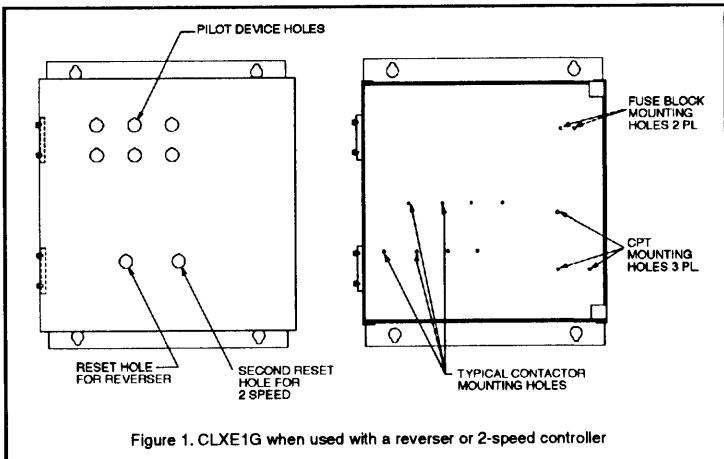 PILOT DEVICE HOLES
FUSE BLOCK
MOUNTING
HOLES 2 PL
CPT
MOUNTING
HOLES 3 PL
RESET HOLE
FOR REVERSER
SECOND RESET
HOLE FOR
2 SPEED
TYPICAL CONTACTOR
MOUNTING HOLES
Figure 1. CLXE1G when used with a reverser or 2-speed controller